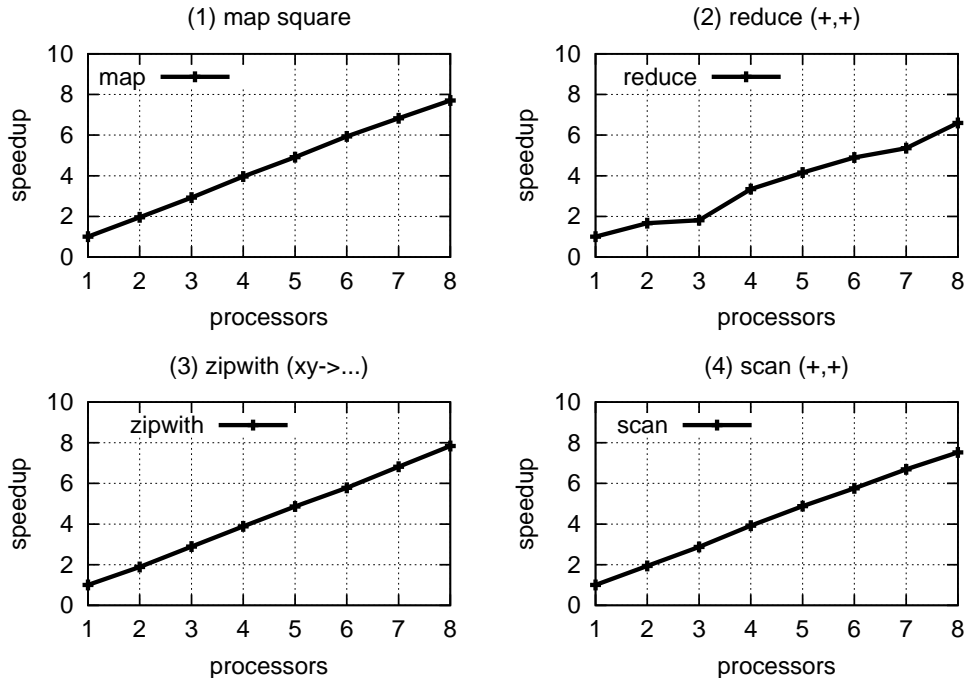 (1) map square
10
8
6
4
2
0
map
speedup
1 2 3 4 5 6 7 8
processors
(2) reduce (+,+)
10
8
6
4
2
0
reduce
speedup
1 2 3 4 5 6 7 8
processors
(3) zipwith (xy->...)
10
8
6
4
2
0
zipwith
speedup
1 2 3 4 5 6 7 8
processors
(4) scan (+,+)
10
8
6
4
2
0
scan
speedup
1 2 3 4 5 6 7 8
processors